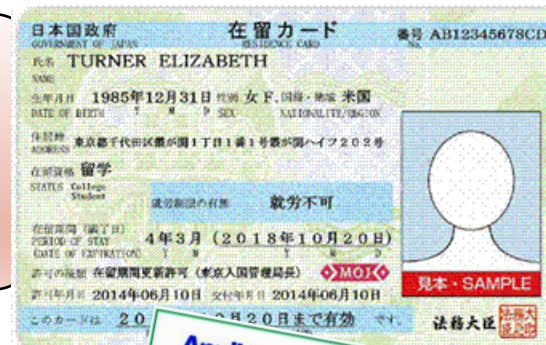 日本国政府 在留カード 番号 AB12345678CD
GOVERNMENT OF JAPAN RESIDENCE CARD No.
氏名 TURNER ELIZABETH
NAME
生年月日 1985年12月31日 性別 女 F. 国籍・地域 米国
DATE OF BIRTH Y M D SEX NATIONALITY/REGION
住居地 東京都千代田区霞が関1丁目1番1号霞が関ハイツ202号
ADDRESS
在留資格 留学
STATUS College Student
就労制限の有無 就労不可
在留期間(満了日) 4年3月(2018年10月20日)
PERIOD OF STAY (DATE OF EXPIRATION) Y M Y M D
許可の種類 在留期間更新許可(東京入国管理局長) MOJ
見本・SAMPLE
許可年月日 2014年06月10日 交付年月日 2014年06月10日
このカードは 20 月20日まで有効 です。
法務大臣